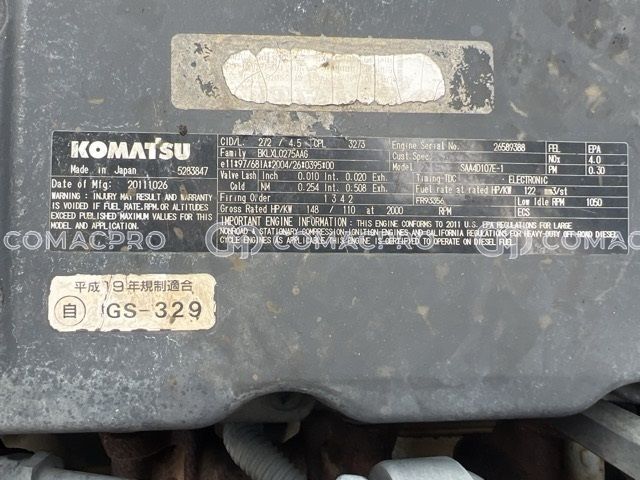 KOMATSU
Made in Japan 5283847
Date of Mfg. 20111026
WARNING : INJURY MAY RESULT AND WARRANTY
IS VOIDED IF FUEL RATE,RPM,OR ALTITUDES
EXCEED PUBLISHED MAXIMUM VALUES FOR THIS
MODEL AND APPLICATION.
CID/L. 272 / 4.5 CPL 3273
Family BKLXL0275AAG
e11*97/68IA*2004/26*0395*00
Valve Lash Inch 0.010 Int. 0.020 Exh.
Cold NM 0.254 Int. 0.508 Exh.
Firing Order 1 3 4 2
Gross Rated HP/KW 148 / 110 at 2000 RPM
Engine Serial No. 26589388
Cust.Spec.
Engine Model SAA4D107E-1
Timing-TDC ELECTRONIC
Fuel rate at rated HP/KW 122 mm3/st
FR93356 Low Idle RPM 1050
ECS
FEL EPA
NOx 4.0
PM 0.30
IMPORTANT ENGINE INFORMATION : THIS ENGINE CONFORMS TO 2011 U.S. EPA REGULATIONS FOR LARGE
NONROAD & STATIONARY COMPRESSION-IGNITION ENGINES AND CALIFORNIA REGULATIONS FOR HEAVY-DUTY OFF-ROAD DIESEL
CYCLE ENGINES AS APPLICABLE. THIS ENGINE IS CERTIFIED TO OPERATE ON DIESEL FUEL.
COMACPRO COMACPRO COMACPRO
平成19年規制適合
自 GS-329
COMACPRO COMACPRO COMACPRO